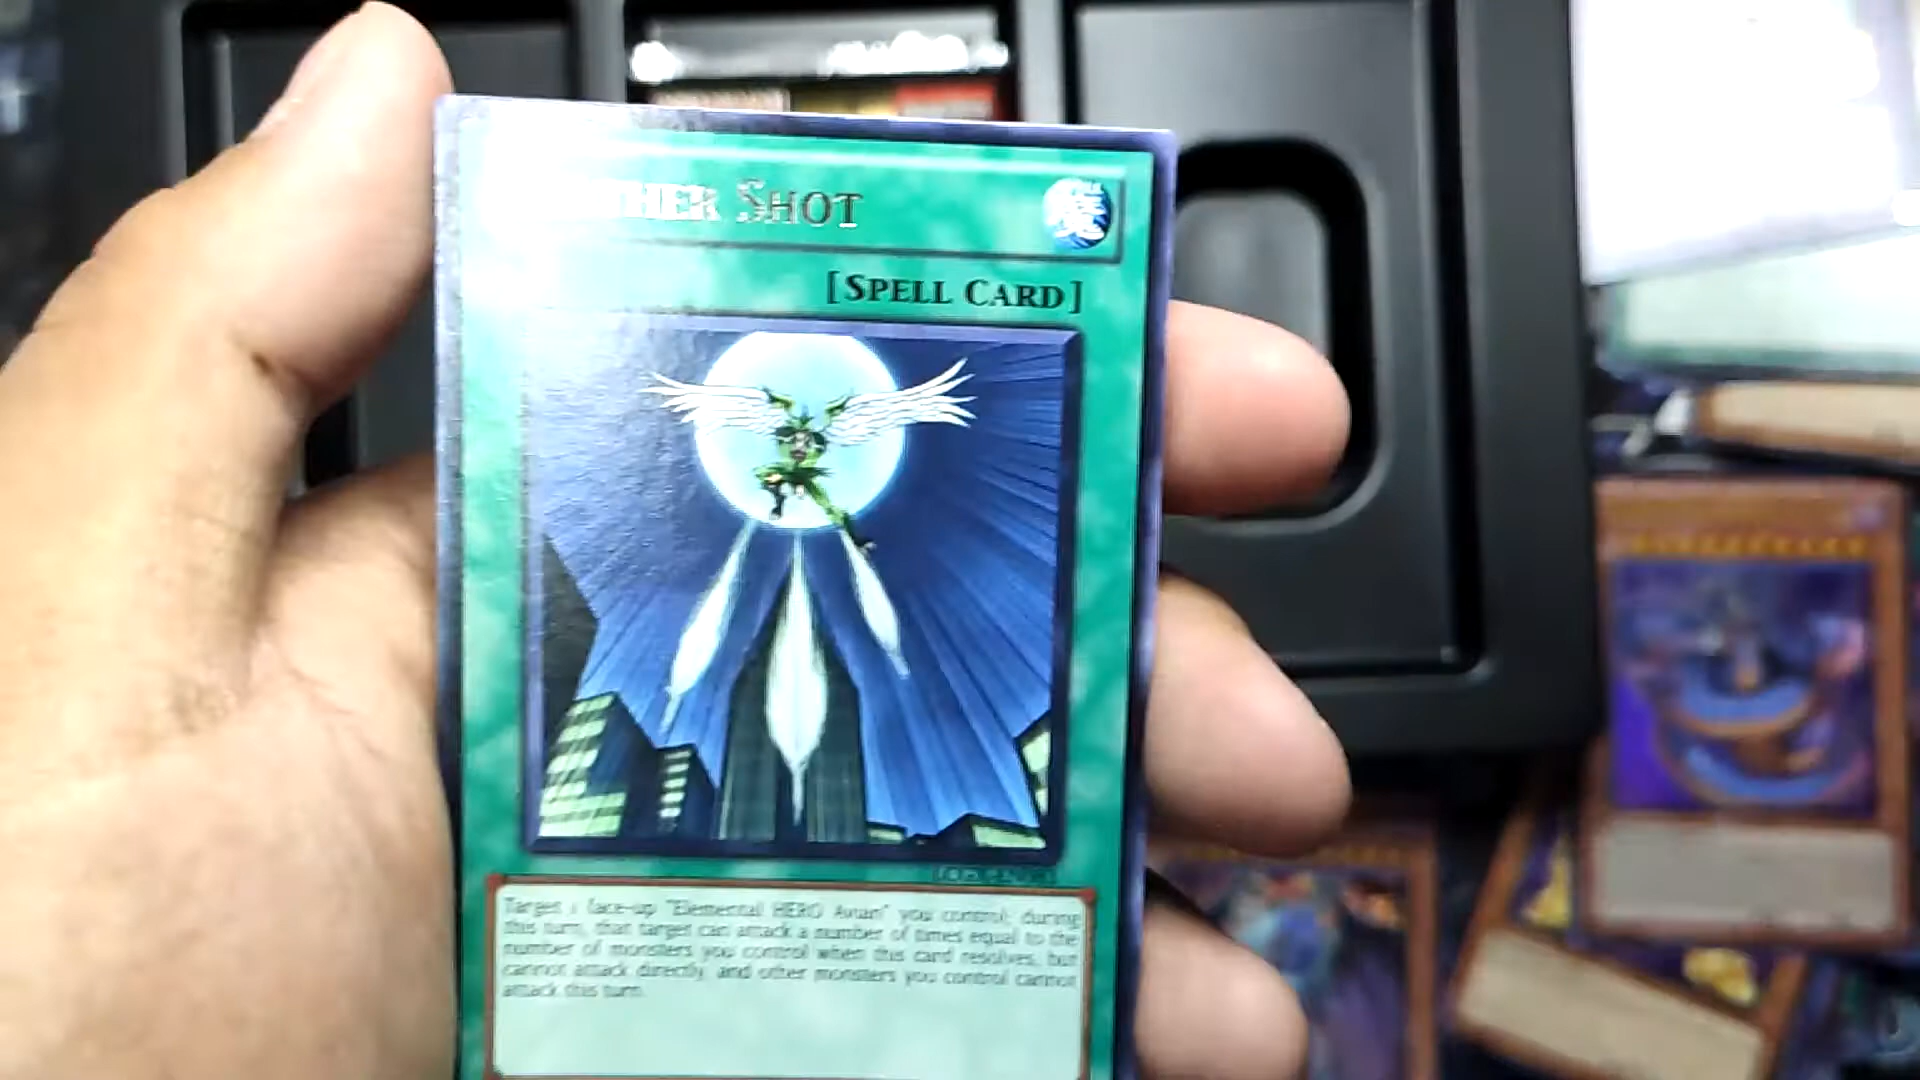 THER SHOT
[SPELL CARD]
Target 1 face-up "Elemental HERO Avian" you control; during
this turn, that target can attack a number of times equal to the
number of monsters you control when this card resolves, but
cannot attack directly, and other monsters you control cannot
attack this turn.